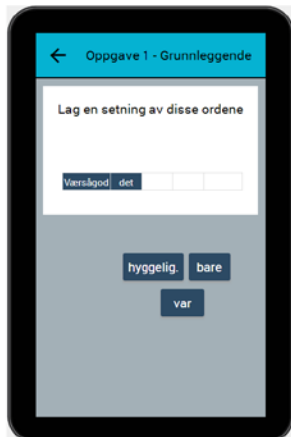 Oppgave 1 - Grunnleggende
Lag en setning av disse ordene
Værsågod det
hyggelig. bare
var